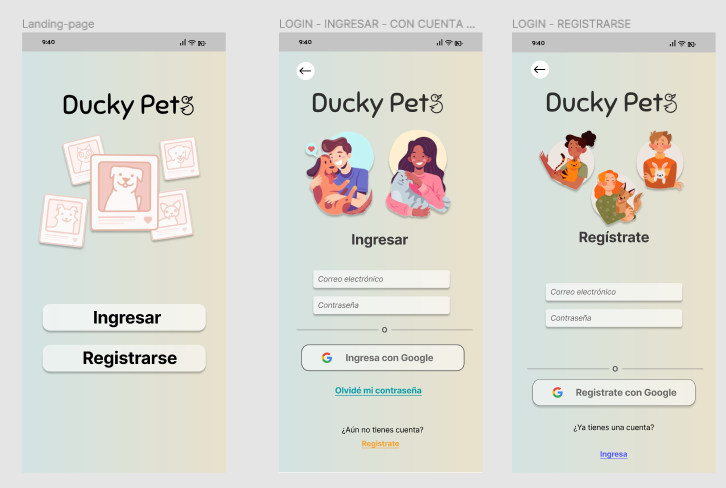 Landing-page
9:40
Ducky Pets
Ingresar
Registrarse
LOGIN - INGRESAR - CON CUENTA ...
9:40
Ducky Pets
Ingresar
Correo electrónico
Contraseña
O
Ingresa con Google
Olvidé mi contraseña
¿Aún no tienes cuenta?
Regístrate
LOGIN - REGISTRARSE
9:40
Ducky Pets
Regístrate
Correo electrónico
Contraseña
O
Registrate con Google
¿Ya tienes una cuenta?
Ingresa